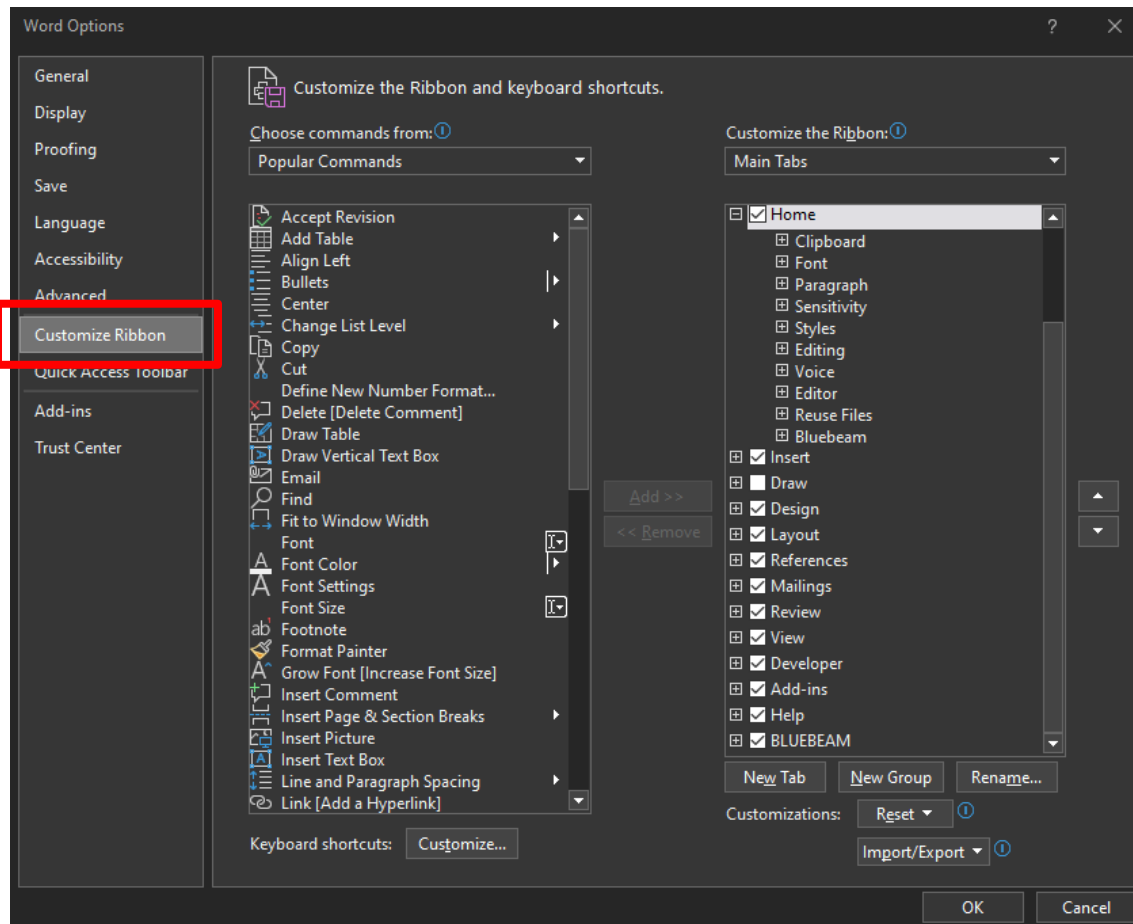 Word Options
?
General
Display
Proofing
Save
Language
Accessibility
Advanced
Customize Ribbon
Quick Access Toolbar
Add-ins
Trust Center
Customize the Ribbon and keyboard shortcuts.
Choose commands from:
Popular Commands
Accept Revision
Add Table
Align Left
Bullets
Center
Change List Level
Copy
Cut
Define New Number Format...
Delete [Delete Comment]
Draw Table
Draw Vertical Text Box
Email
Find
Fit to Window Width
Font
Font Color
Font Settings
Font Size
Footnote
Format Painter
Grow Font [Increase Font Size]
Insert Comment
Insert Page & Section Breaks
Insert Picture
Insert Text Box
Line and Paragraph Spacing
Link [Add a Hyperlink]
Keyboard shortcuts: Customize...
Add >>
<< Remove
Customize the Ribbon:
Main Tabs
Home
Clipboard
Font
Paragraph
Sensitivity
Styles
Editing
Voice
Editor
Reuse Files
Bluebeam
Insert
Draw
Design
Layout
References
Mailings
Review
View
Developer
Add-ins
Help
BLUEBEAM
New Tab New Group Rename...
Customizations: Reset
Import/Export
OK Cancel